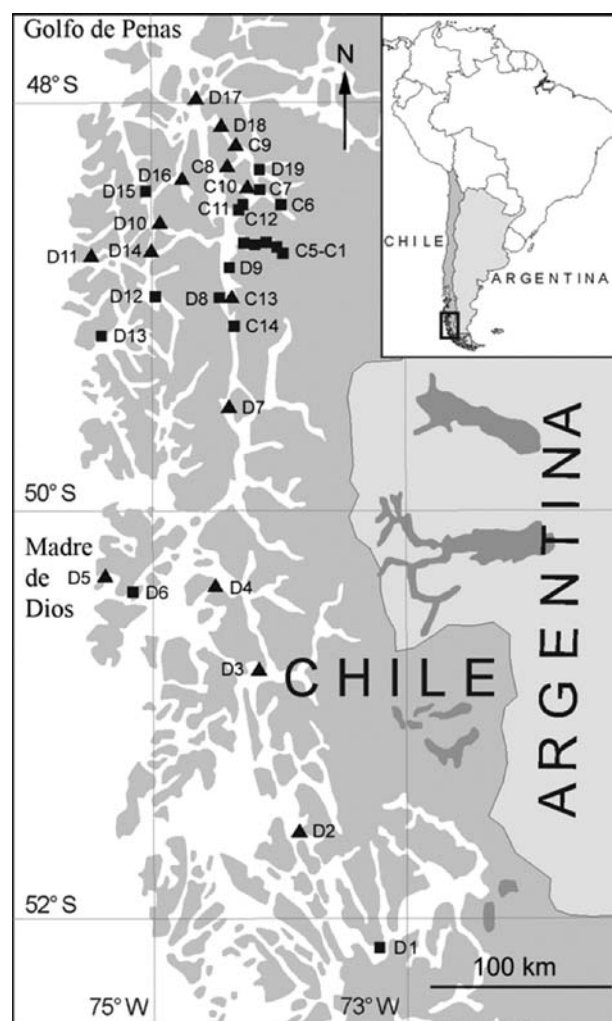 Golfo de Penas
48° S
N
D17
D18
C9
C8
D19
D16
C10
C7
D15
C11
C12
C6
D10
D14
C5-C1
D11
D9
D12
D8
C13
D13
C14
D7
50° S
Madre
de
Dios
D5
D6
D4
D3
CHILE
ARGENTINA
D2
52° S
D1
100 km
75° W
73° W
CHILE
ARGENTINA